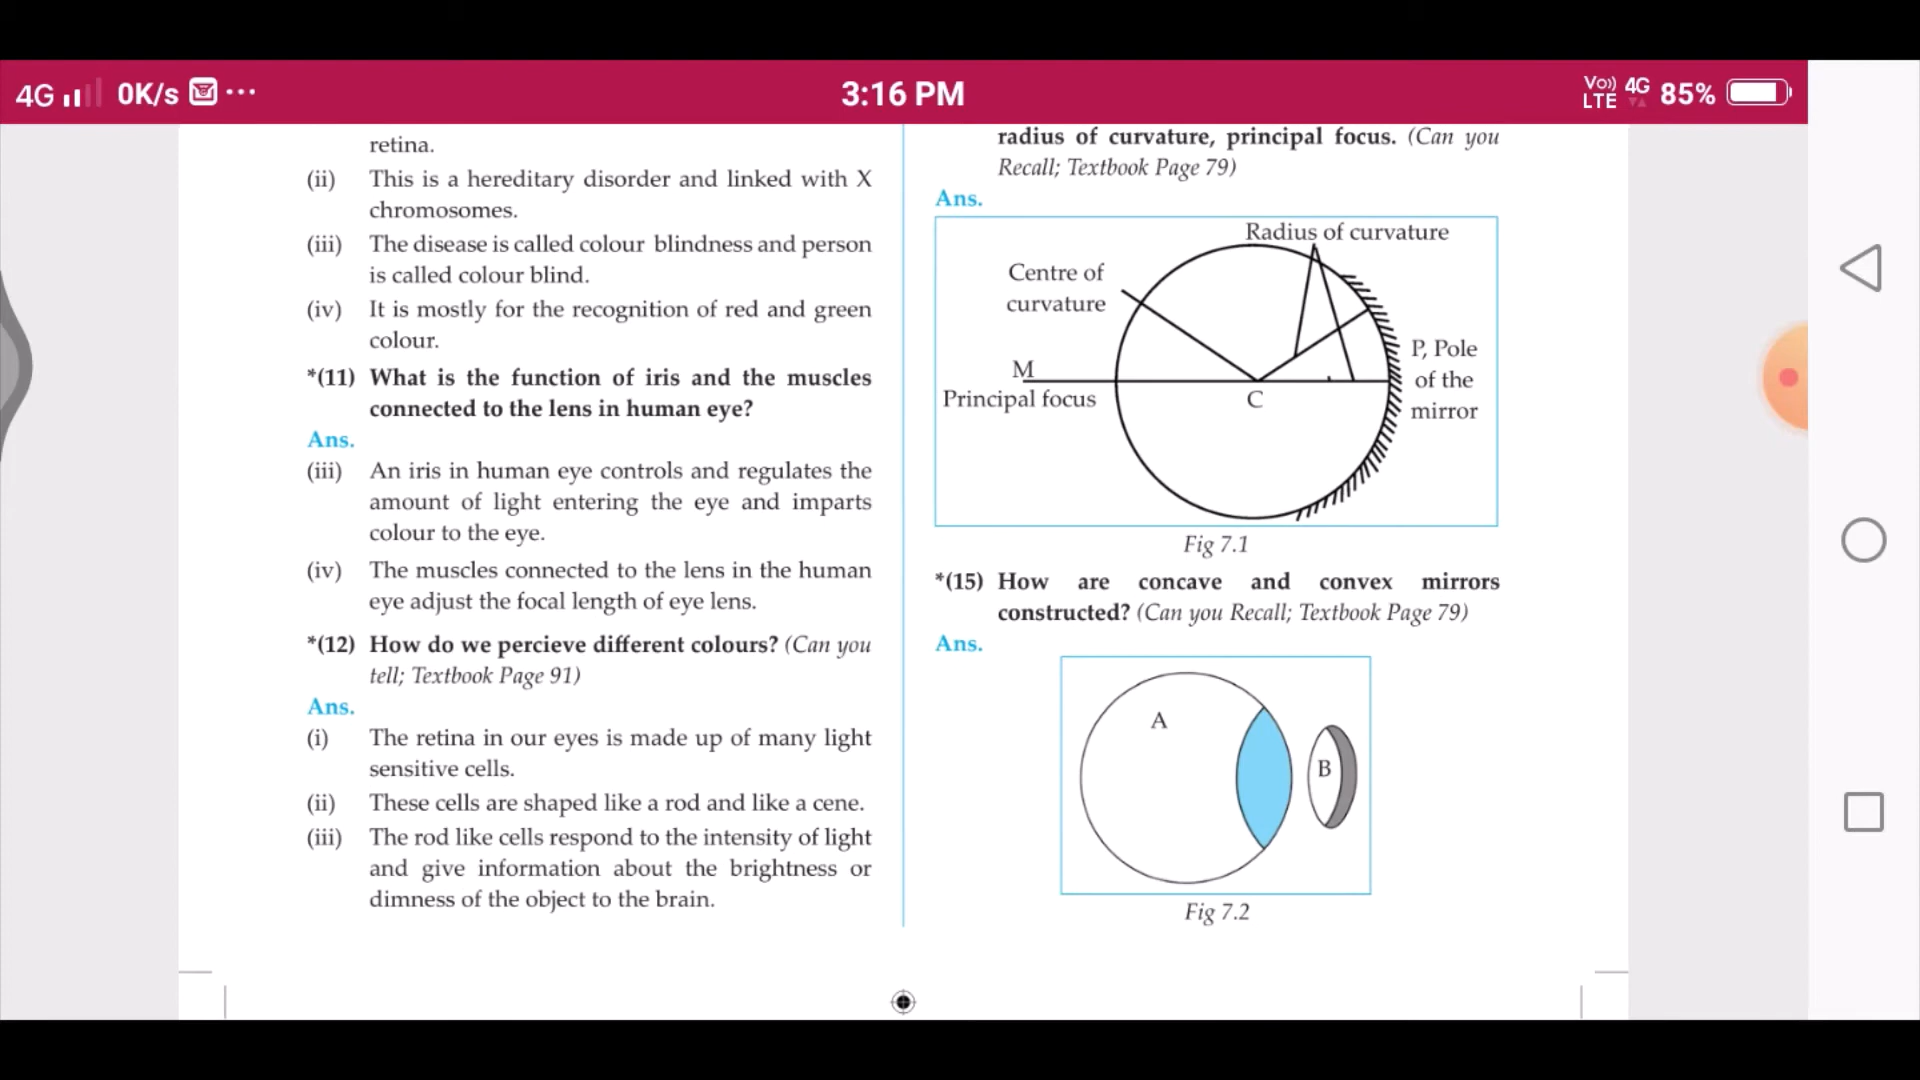 4G 0K/s ... 3:16 PM Vo)) LTE 4G 85%
retina.
(ii) This is a hereditary disorder and linked with X
chromosomes.
(iii) The disease is called colour blindness and person
is called colour blind.
(iv) It is mostly for the recognition of red and green
colour.
*(11) What is the function of iris and the muscles
connected to the lens in human eye?
Ans.
(iii) An iris in human eye controls and regulates the
amount of light entering the eye and imparts
colour to the eye.
(iv) The muscles connected to the lens in the human
eye adjust the focal length of eye lens.
*(12) How do we percieve different colours? (Can you
tell; Textbook Page 91)
Ans.
(i) The retina in our eyes is made up of many light
sensitive cells.
(ii) These cells are shaped like a rod and like a cene.
(iii) The rod like cells respond to the intensity of light
and give information about the brightness or
dimness of the object to the brain.
radius of curvature, principal focus. (Can you
Recall; Textbook Page 79)
Ans.
Radius of curvature
Centre of
curvature
M
Principal focus
C
P, Pole
of the
mirror
Fig 7.1
*(15) How are concave and convex mirrors
constructed? (Can you Recall; Textbook Page 79)
Ans.
A
B
Fig 7.2